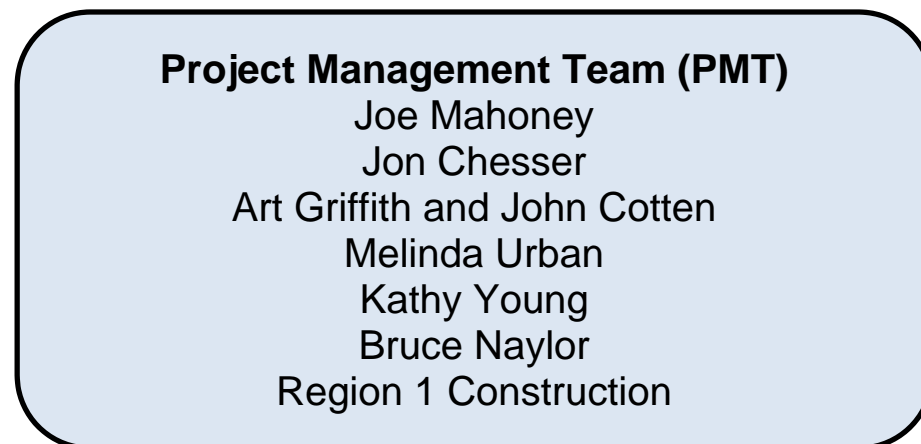 Project Management Team (PMT)
Joe Mahoney
Jon Chesser
Art Griffith and John Cotten
Melinda Urban
Kathy Young
Bruce Naylor
Region 1 Construction